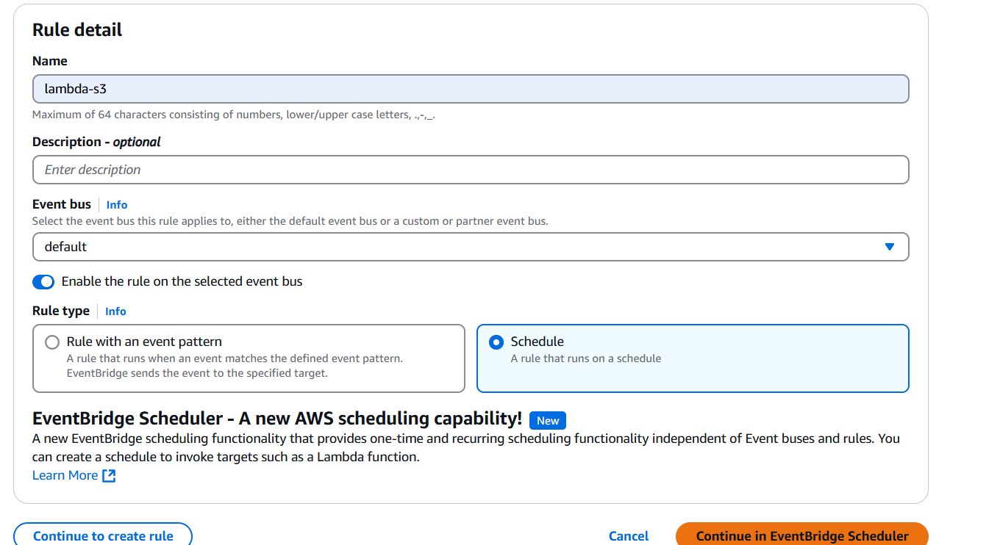 Rule detail
Name
lambda-s3
Maximum of 64 characters consisting of numbers, lower/upper case letters, .,-,_.
Description - optional
Enter description
Event bus Info
Select the event bus this rule applies to, either the default event bus or a custom or partner event bus.
default
Enable the rule on the selected event bus
Rule type Info
Rule with an event pattern
A rule that runs when an event matches the defined event pattern.
EventBridge sends the event to the specified target.
Schedule
A rule that runs on a schedule
EventBridge Scheduler - A new AWS scheduling capability! New
A new EventBridge scheduling functionality that provides one-time and recurring scheduling functionality independent of Event buses and rules. You
can create a schedule to invoke targets such as a Lambda function.
Learn More
Continue to create rule
Cancel
Continue in EventBridge Scheduler